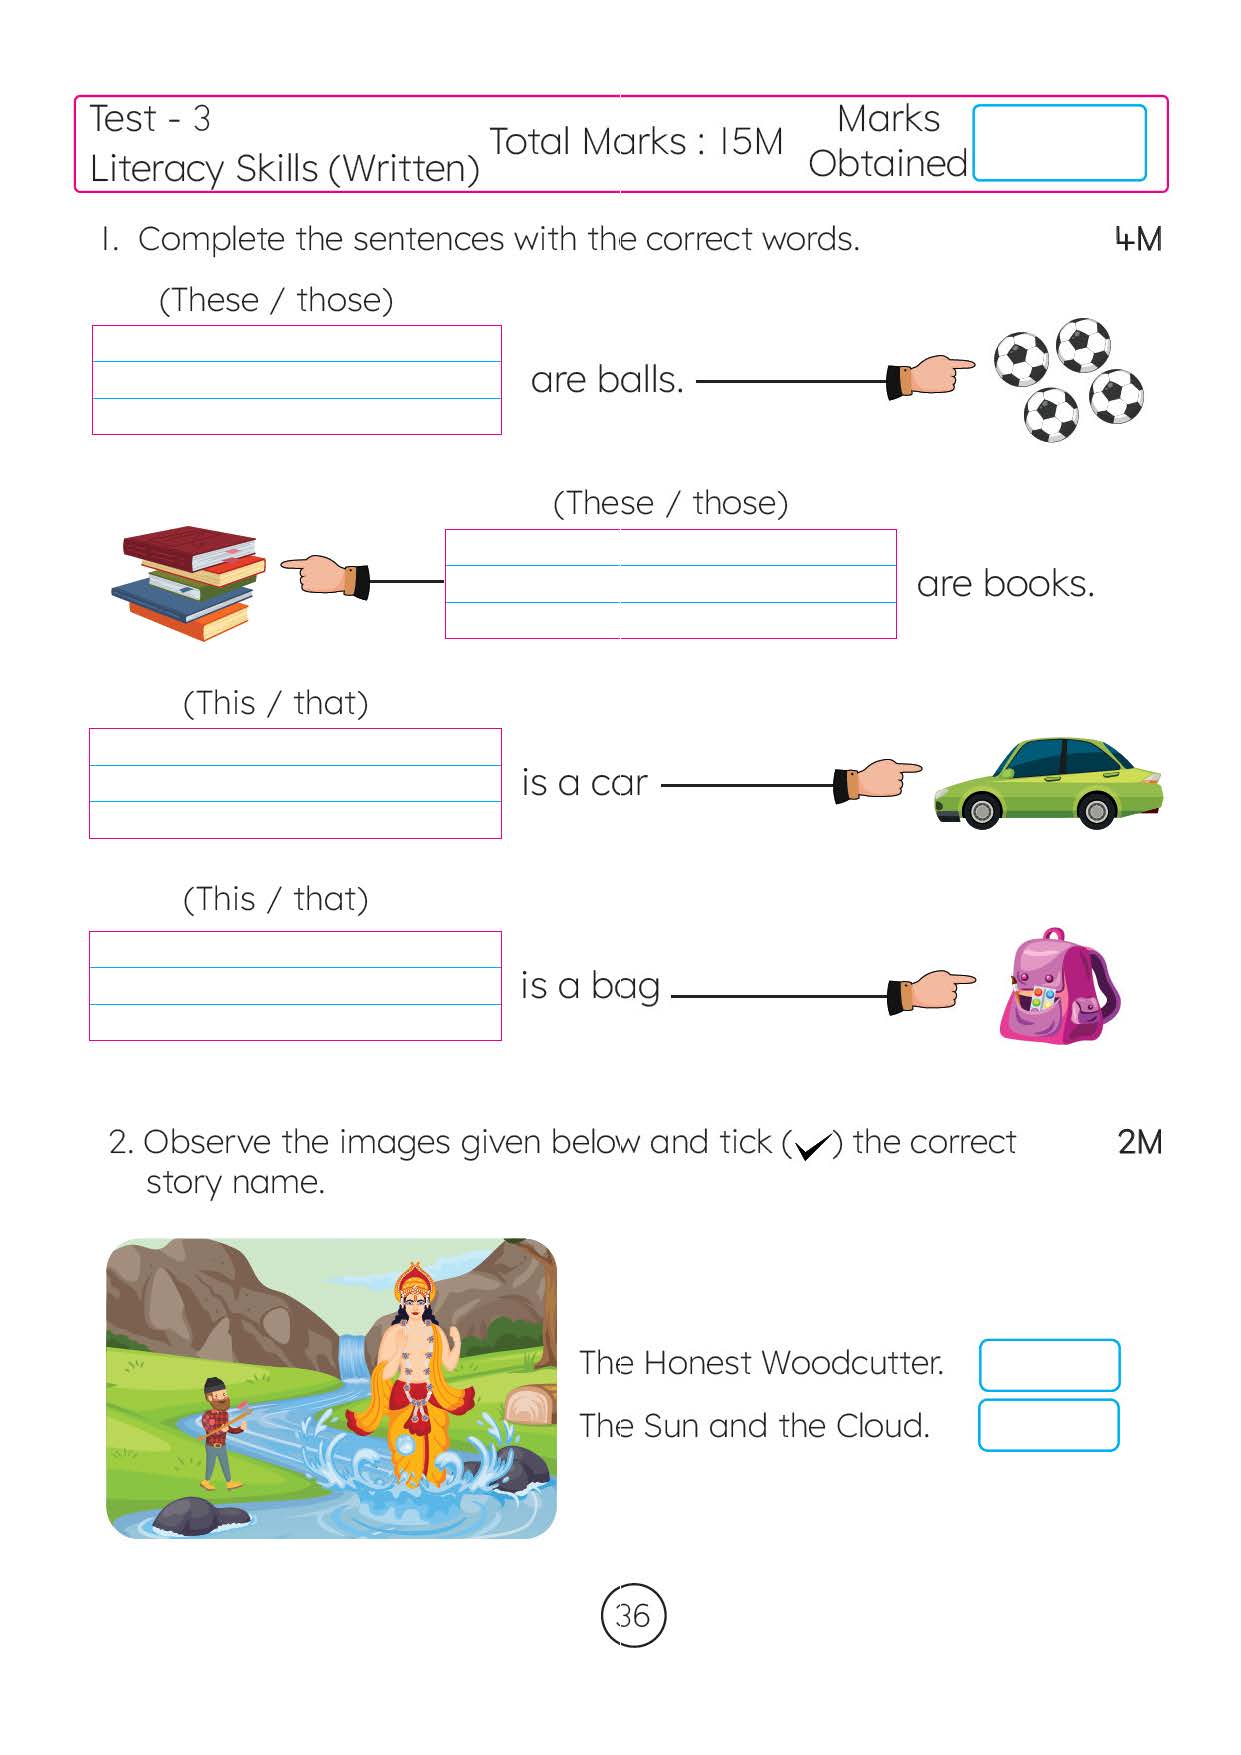 Test - 3
Literacy Skills (Written)
Total Marks : 15M
Marks
Obtained
1. Complete the sentences with the correct words. 4M
(These / those)
are balls.
(These / those)
are books.
(This / that)
is a car
(This / that)
is a bag
2. Observe the images given below and tick (✓) the correct 2M
story name.
The Honest Woodcutter.
The Sun and the Cloud.
36